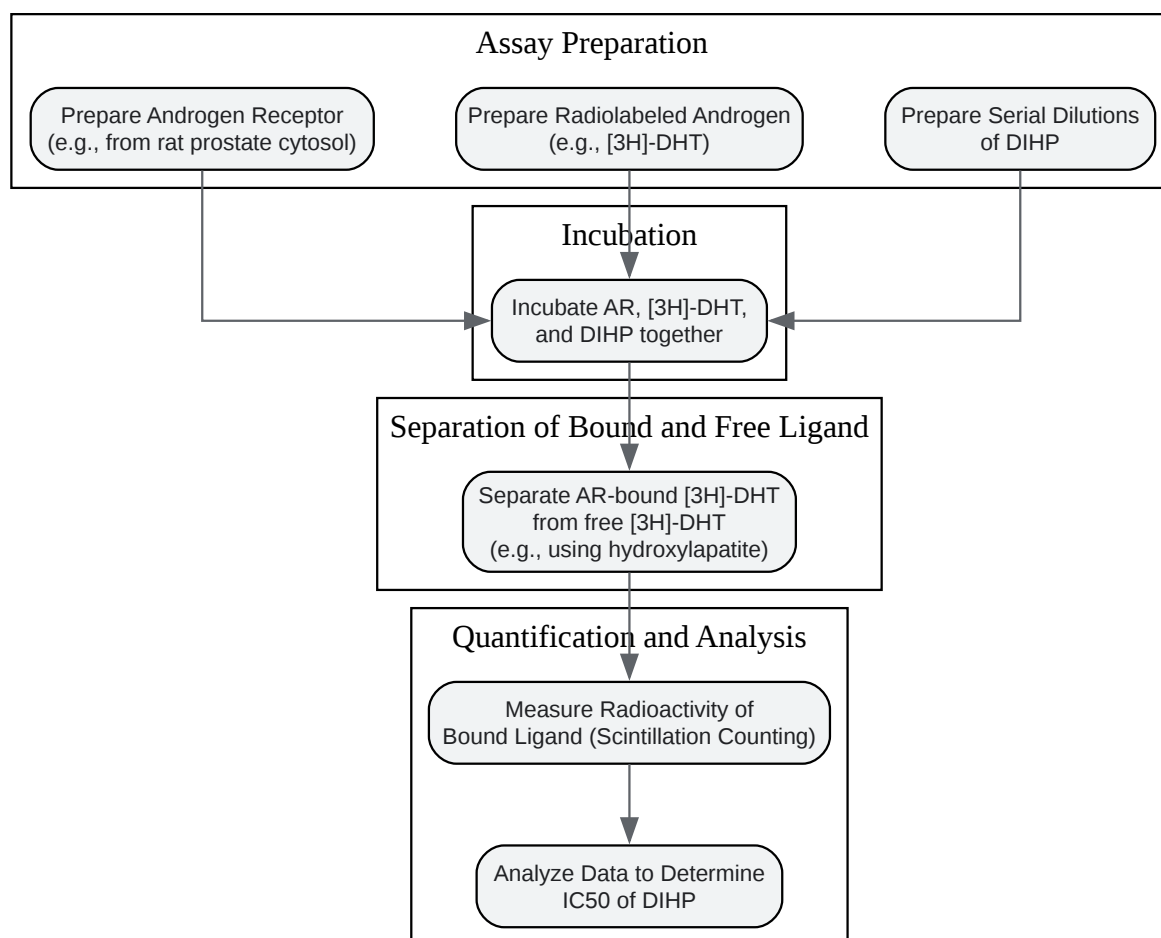 Assay Preparation
Prepare Androgen Receptor
(e.g., from rat prostate cytosol)
Prepare Radiolabeled Androgen
(e.g., [3H]-DHT)
Prepare Serial Dilutions
of DIHP
Incubation
Incubate AR, [3H]-DHT,
and DIHP together
Separation of Bound and Free Ligand
Separate AR-bound [3H]-DHT
from free [3H]-DHT
(e.g., using hydroxylapatite)
Quantification and Analysis
Measure Radioactivity of
Bound Ligand (Scintillation Counting)
Analyze Data to Determine
IC50 of DIHP